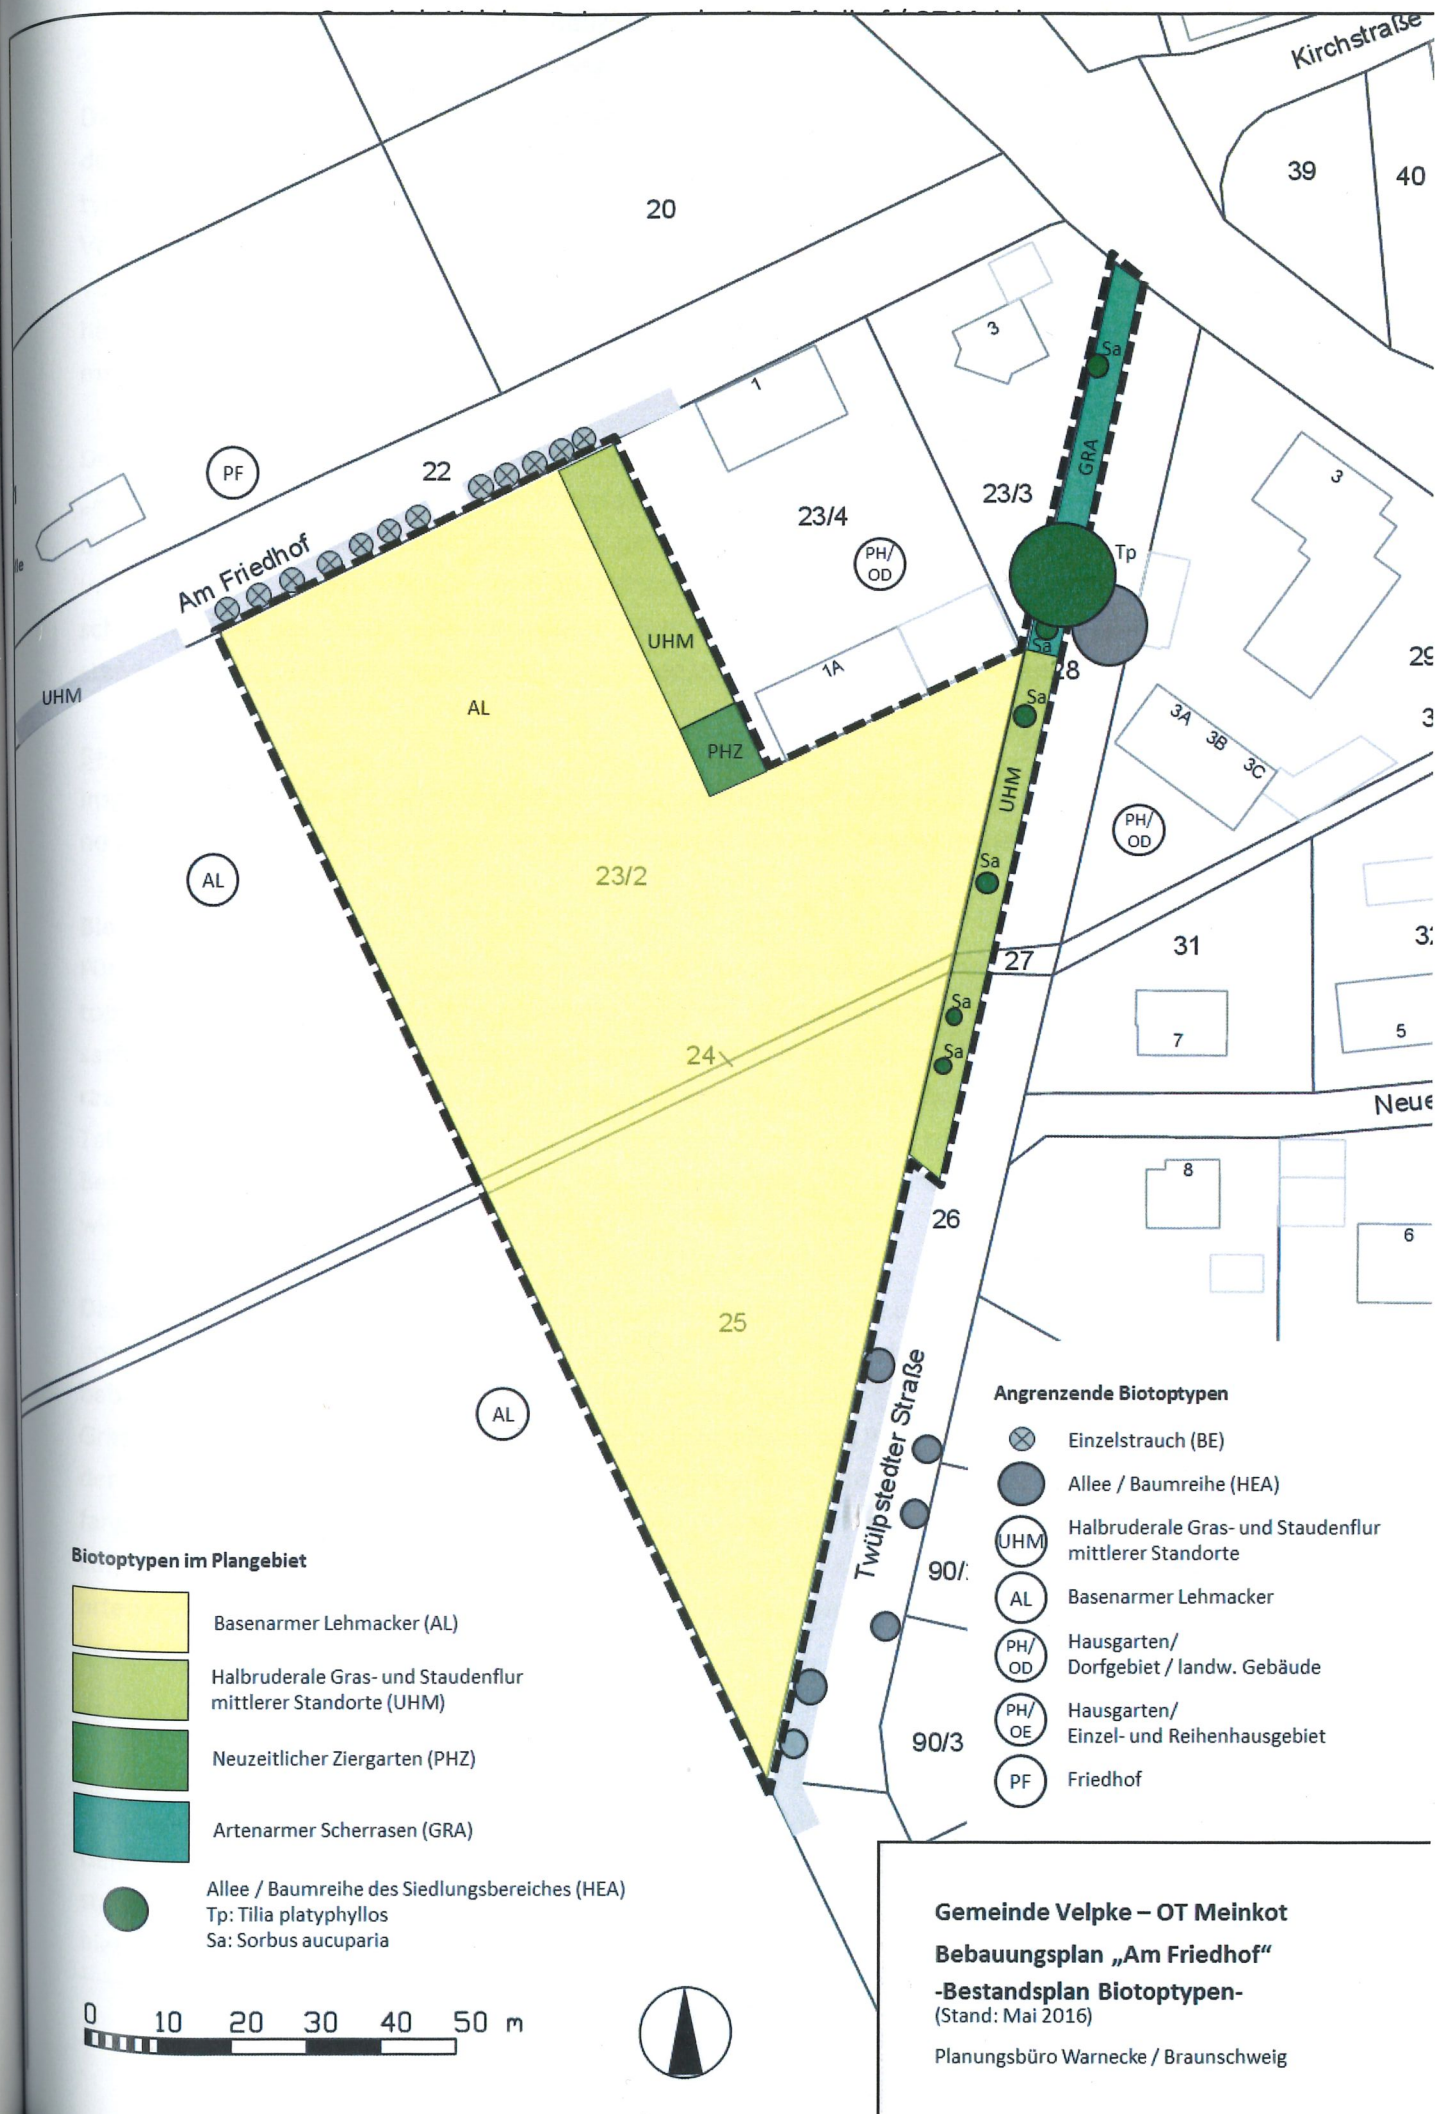 Kirchstraße
39
40
20
3
Sa
1
GRA
PF
22
3
23/3
23/4
Tp
PH/
OD
Am Friedhof
UHM
Sa
1A
28
29
UHM
Sa
AL
3A
3B
3C
3
PHZ
UHM
PH/
OD
Sa
AL
23/2
31
27
Sa
7
5
24
Sa
Neue
8
26
6
25
Twülpstedter Straße
AL
90/3
Angrenzende Biotoptypen
Einzelstrauch (BE)
Allee / Baumreihe (HEA)
UHM
Halbruderale Gras- und Staudenflur
mittlerer Standorte
AL
Basenarmer Lehmacker
PH/
OD
Hausgarten/
Dorfgebiet / landw. Gebäude
PH/
OE
Hausgarten/
Einzel- und Reihenhausgebiet
PF
Friedhof
Biotoptypen im Plangebiet
Basenarmer Lehmacker (AL)
Halbruderale Gras- und Staudenflur
mittlerer Standorte (UHM)
Neuzeitlicher Ziergarten (PHZ)
Artenarmer Scherrasen (GRA)
Allee / Baumreihe des Siedlungsbereiches (HEA)
Tp: Tilia platyphyllos
Sa: Sorbus aucuparia
0 10 20 30 40 50 m
Gemeinde Velpke – OT Meinkot
Bebauungsplan „Am Friedhof“
-Bestandsplan Biotoptypen-
(Stand: Mai 2016)
Planungsbüro Warnecke / Braunschweig